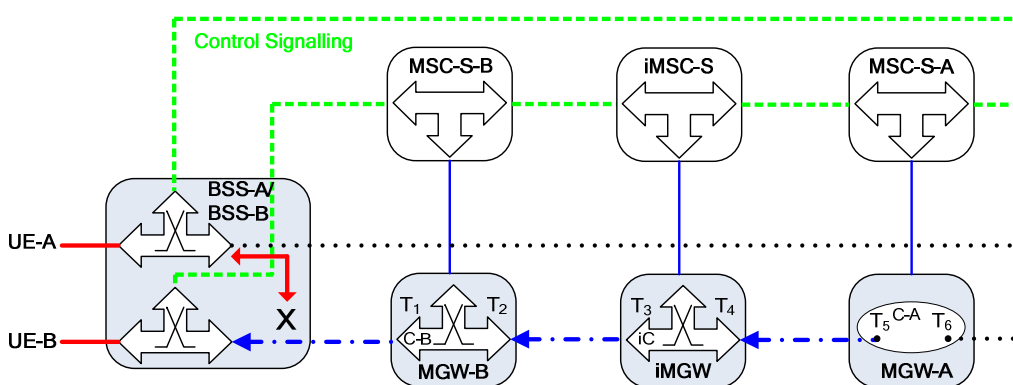 Control Signalling
MSC-S-B
iMSC-S
MSC-S-A
BSS-A/
BSS-B
UE-A
UE-B
X
T1
T2
C-B
MGW-B
T3
T4
iC
iMGW
T5
C-A
T6
MGW-A